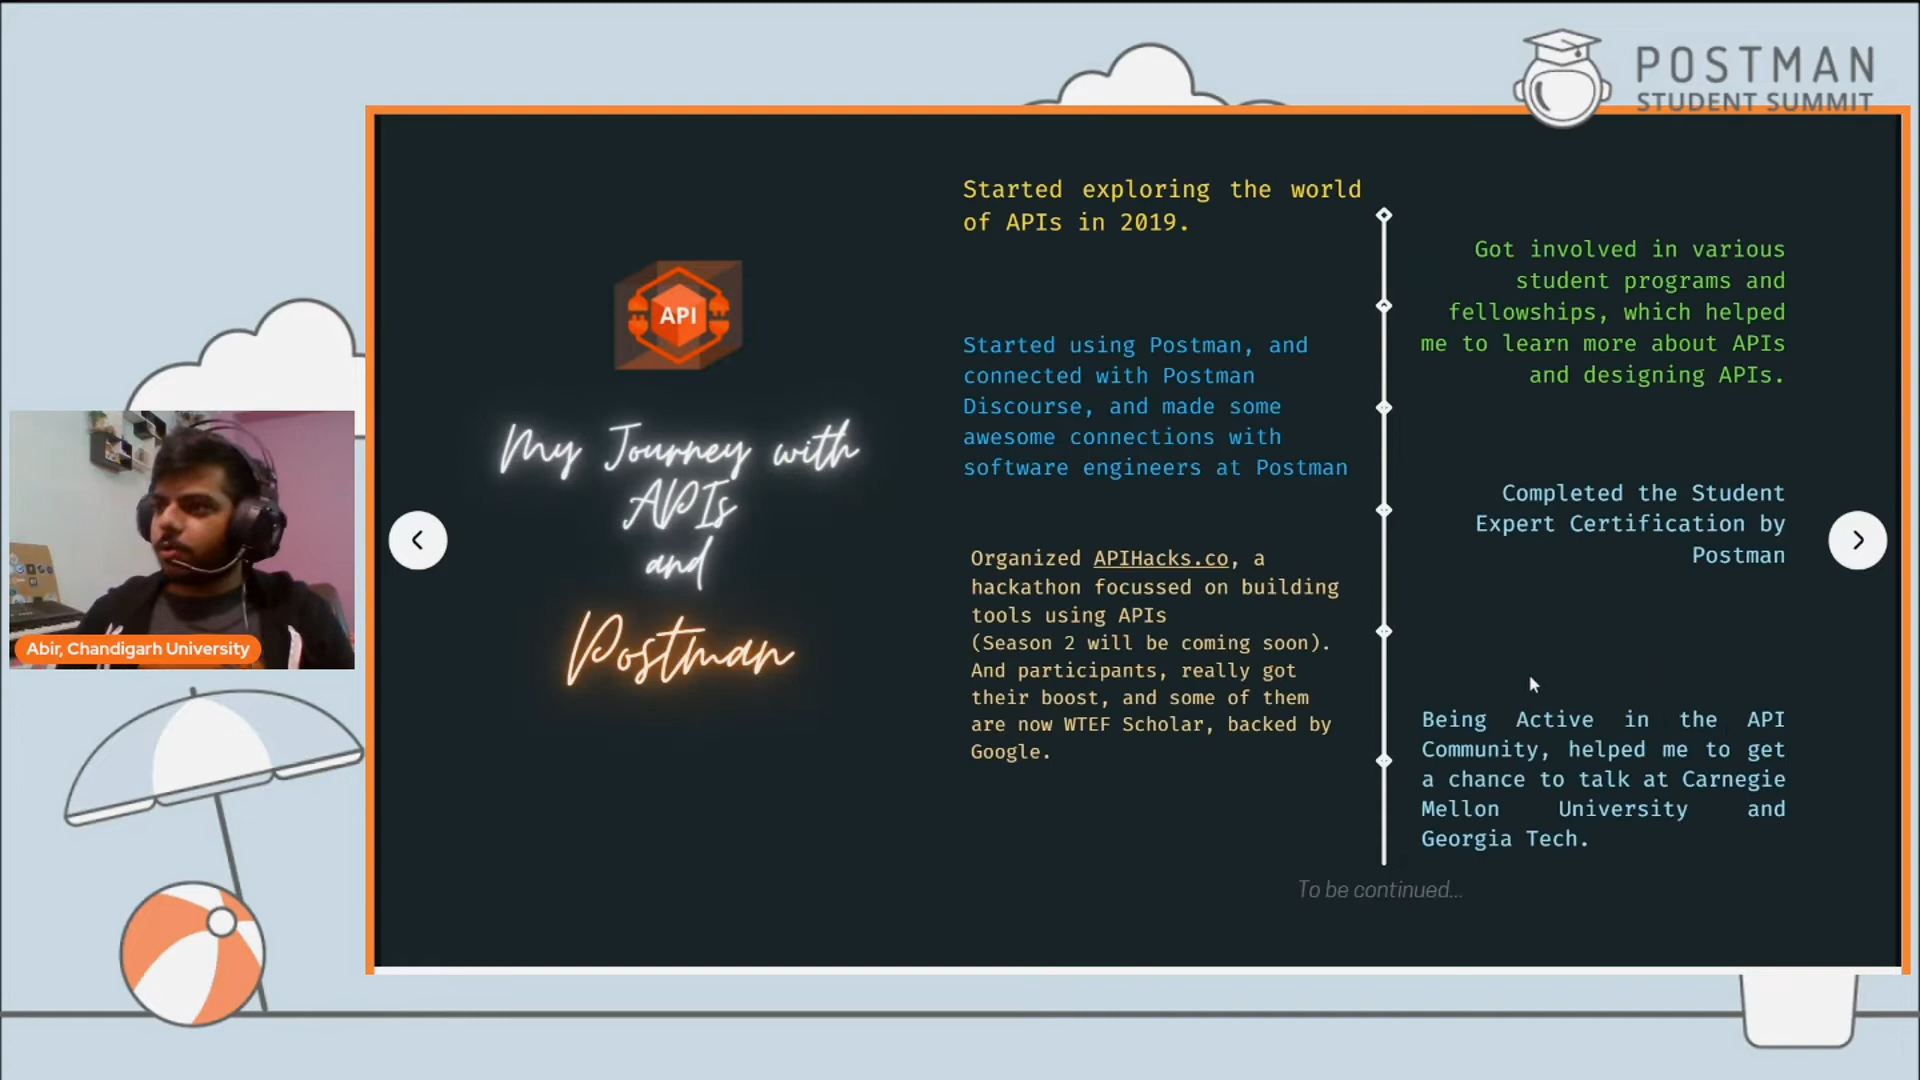 POSTMAN
STUDENT SUMMIT
API
My Journey with
APIs
and
Postman
Started exploring the world
of APIs in 2019.
Got involved in various
student programs and
fellowships, which helped
me to learn more about APIs
and designing APIs.
Started using Postman, and
connected with Postman
Discourse, and made some
awesome connections with
software engineers at Postman
Completed the Student
Expert Certification by
Postman
Organized APIHacks.co, a
hackathon focussed on building
tools using APIs
(Season 2 will be coming soon).
And participants, really got
their boost, and some of them
are now WTEF Scholar, backed by
Google.
Being Active in the API
Community, helped me to get
a chance to talk at Carnegie
Mellon University and
Georgia Tech.
To be continued...
Abir, Chandigarh University